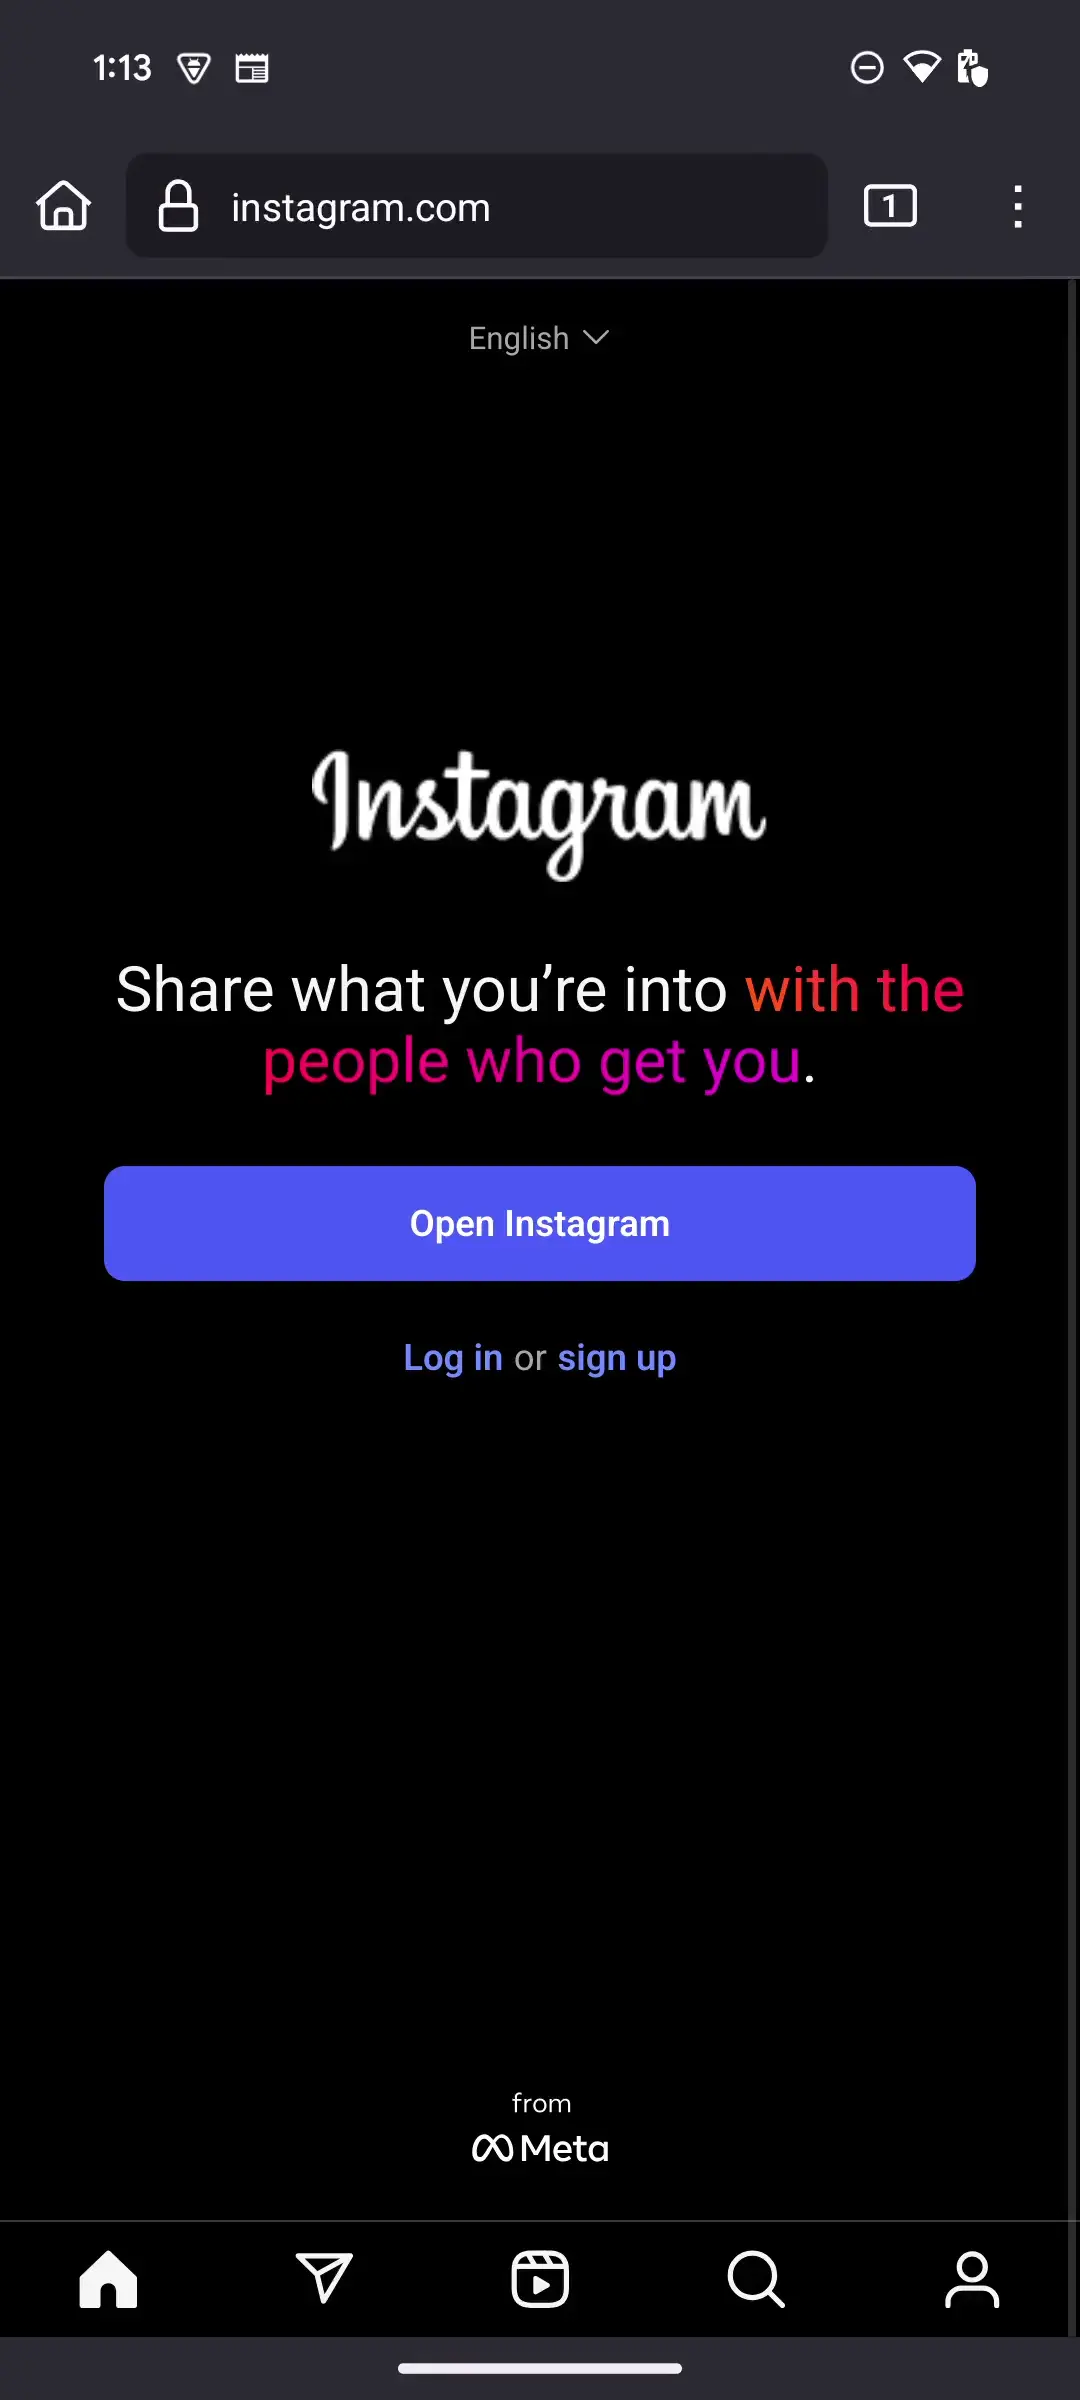 1:13
instagram.com
1
English
Instagram
Share what you’re into with the
people who get you.
Open Instagram
Log in or sign up
from
Meta